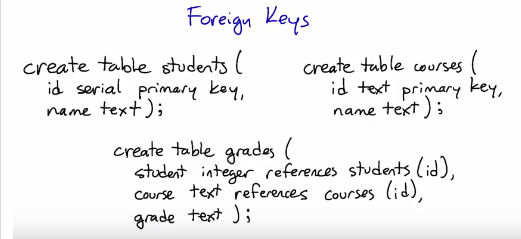 Foreign Keys
create table students (
id serial primary key,
name text);
create table courses (
id text primary key,
name text);
create table grades (
student integer references students (id),
course text references courses (id),
grade text );